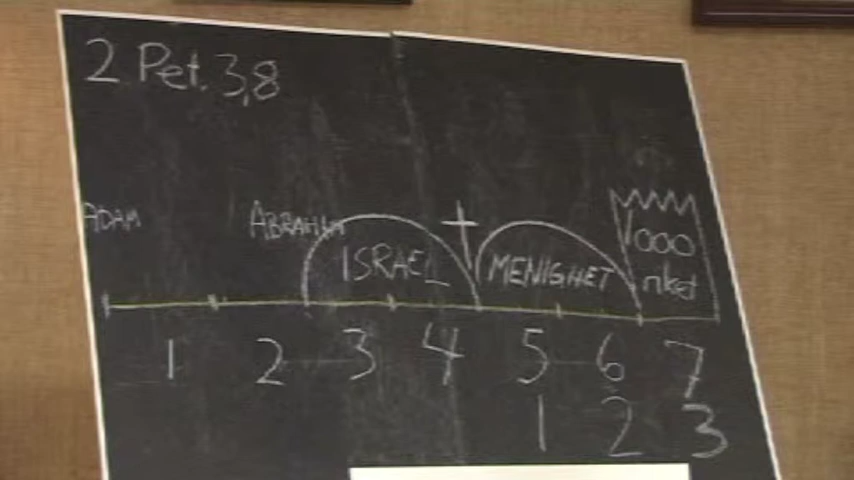 2 Pet. 3,8
ADAM ABRAHAM
ISRAEL MENIGHET 1000
riket
1 2 3 4 5 6 7
1 2 3